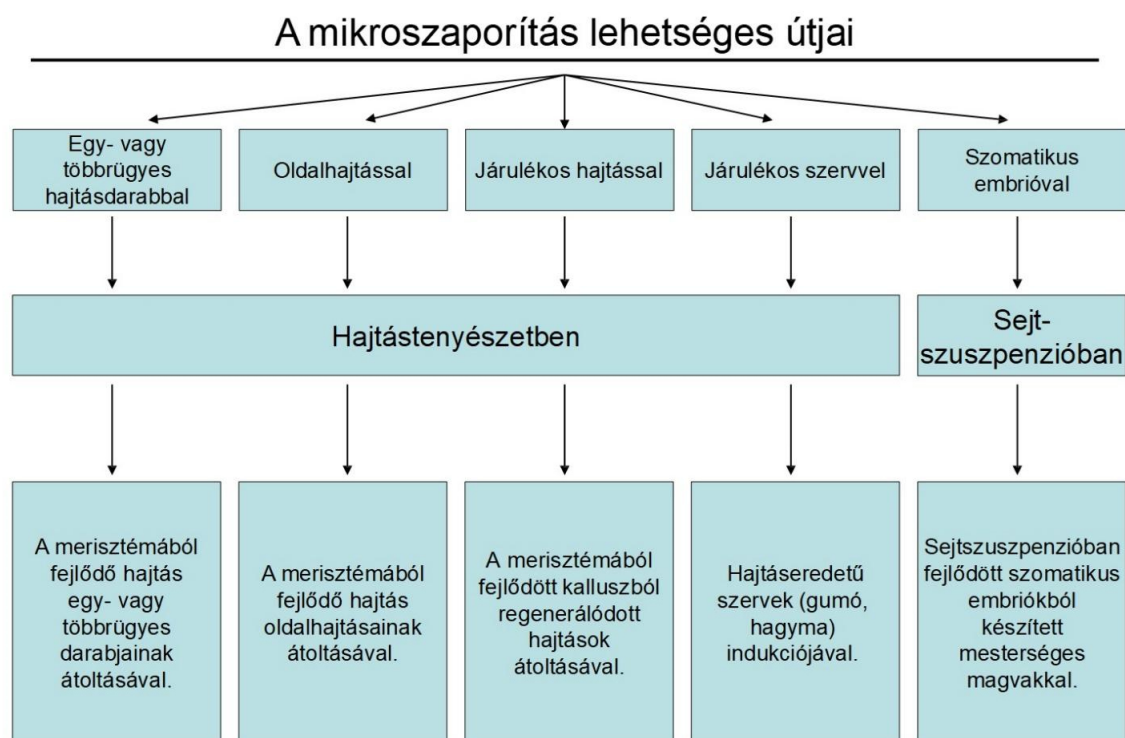 A mikroszaporítás lehetséges útjai
Egy- vagy
többrügyes
hajtásdarabbal
Oldalhajtással
Járulékos hajtással
Járulékos szervvel
Szomatikus
embrióval
Hajtástenyészetben
Sejt-
szuszpenzióban
A merisztémából
fejlődő hajtás
egy- vagy
többrügyes
darabjainak
átoltásával.
A merisztémából
fejlődő hajtás
oldalhajtásainak
átoltásával.
A merisztémából
fejlődött kalluszból
regenerálódott
hajtások
átoltásával.
Hajtáseredetű
szervek (gumó,
hagyma)
indukciójával.
Sejtszuszpenzióban
fejlődött szomatikus
embriókból
készített
mesterséges
magvakkal.